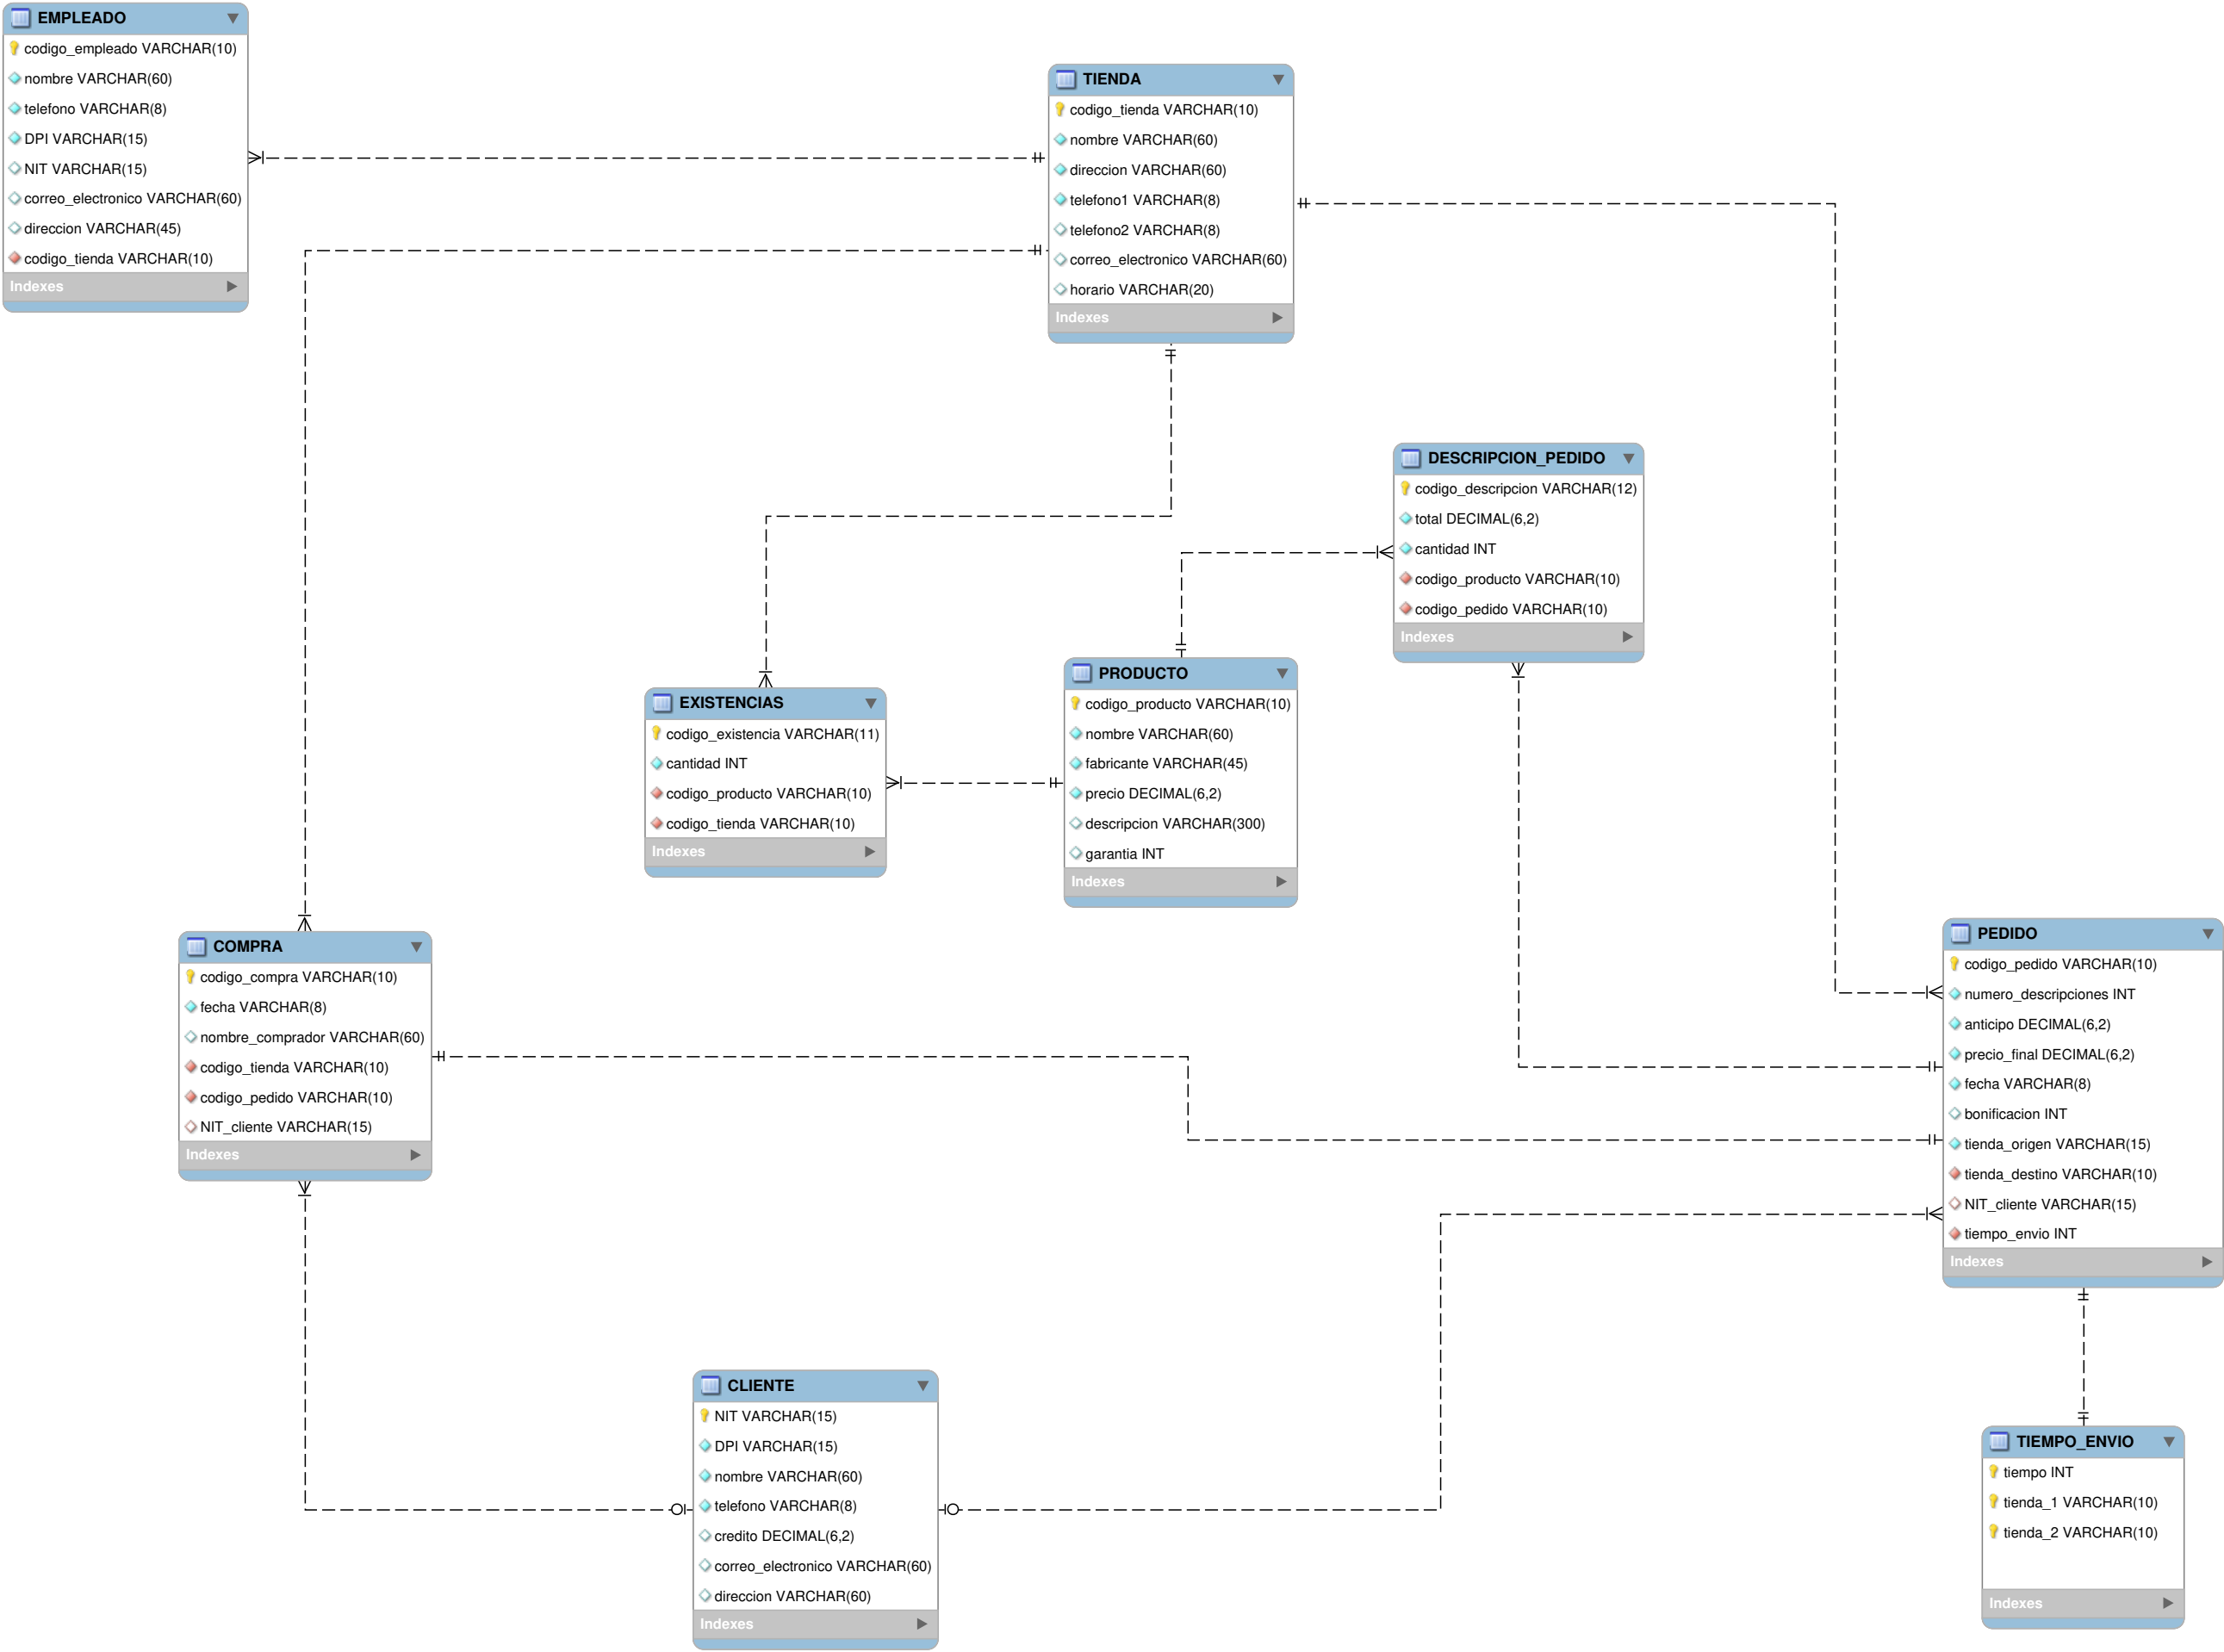 EMPLEADO
codigo_empleado VARCHAR(10)
nombre VARCHAR(60)
telefono VARCHAR(8)
DPI VARCHAR(15)
NIT VARCHAR(15)
correo_electronico VARCHAR(60)
direccion VARCHAR(45)
codigo_tienda VARCHAR(10)
Indexes
TIENDA
codigo_tienda VARCHAR(10)
nombre VARCHAR(60)
direccion VARCHAR(60)
telefono1 VARCHAR(8)
telefono2 VARCHAR(8)
correo_electronico VARCHAR(60)
horario VARCHAR(20)
Indexes
DESCRIPCION_PEDIDO
codigo_descripcion VARCHAR(12)
total DECIMAL(6,2)
cantidad INT
codigo_producto VARCHAR(10)
codigo_pedido VARCHAR(10)
Indexes
EXISTENCIAS
codigo_existencia VARCHAR(11)
cantidad INT
codigo_producto VARCHAR(10)
codigo_tienda VARCHAR(10)
Indexes
PRODUCTO
codigo_producto VARCHAR(10)
nombre VARCHAR(60)
fabricante VARCHAR(45)
precio DECIMAL(6,2)
descripcion VARCHAR(300)
garantia INT
Indexes
COMPRA
codigo_compra VARCHAR(10)
fecha VARCHAR(8)
nombre_comprador VARCHAR(60)
codigo_tienda VARCHAR(10)
codigo_pedido VARCHAR(10)
NIT_cliente VARCHAR(15)
Indexes
PEDIDO
codigo_pedido VARCHAR(10)
numero_descripciones INT
anticipo DECIMAL(6,2)
precio_final DECIMAL(6,2)
fecha VARCHAR(8)
bonificacion INT
tienda_origen VARCHAR(15)
tienda_destino VARCHAR(10)
NIT_cliente VARCHAR(15)
tiempo_envio INT
Indexes
CLIENTE
NIT VARCHAR(15)
DPI VARCHAR(15)
nombre VARCHAR(60)
telefono VARCHAR(8)
credito DECIMAL(6,2)
correo_electronico VARCHAR(60)
direccion VARCHAR(60)
Indexes
TIEMPO_ENVIO
tiempo INT
tienda_1 VARCHAR(10)
tienda_2 VARCHAR(10)
Indexes